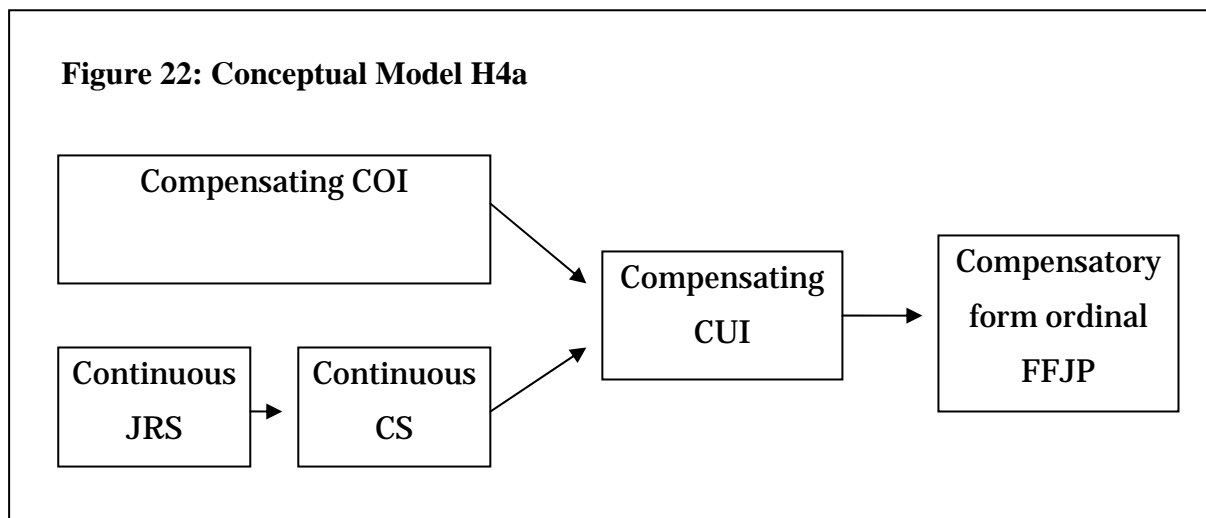 Figure 22: Conceptual Model H4a
Compensating COI
Continuous
JRS
Continuous
CS
Compensating
CUI
Compensatory
form ordinal
FFJP